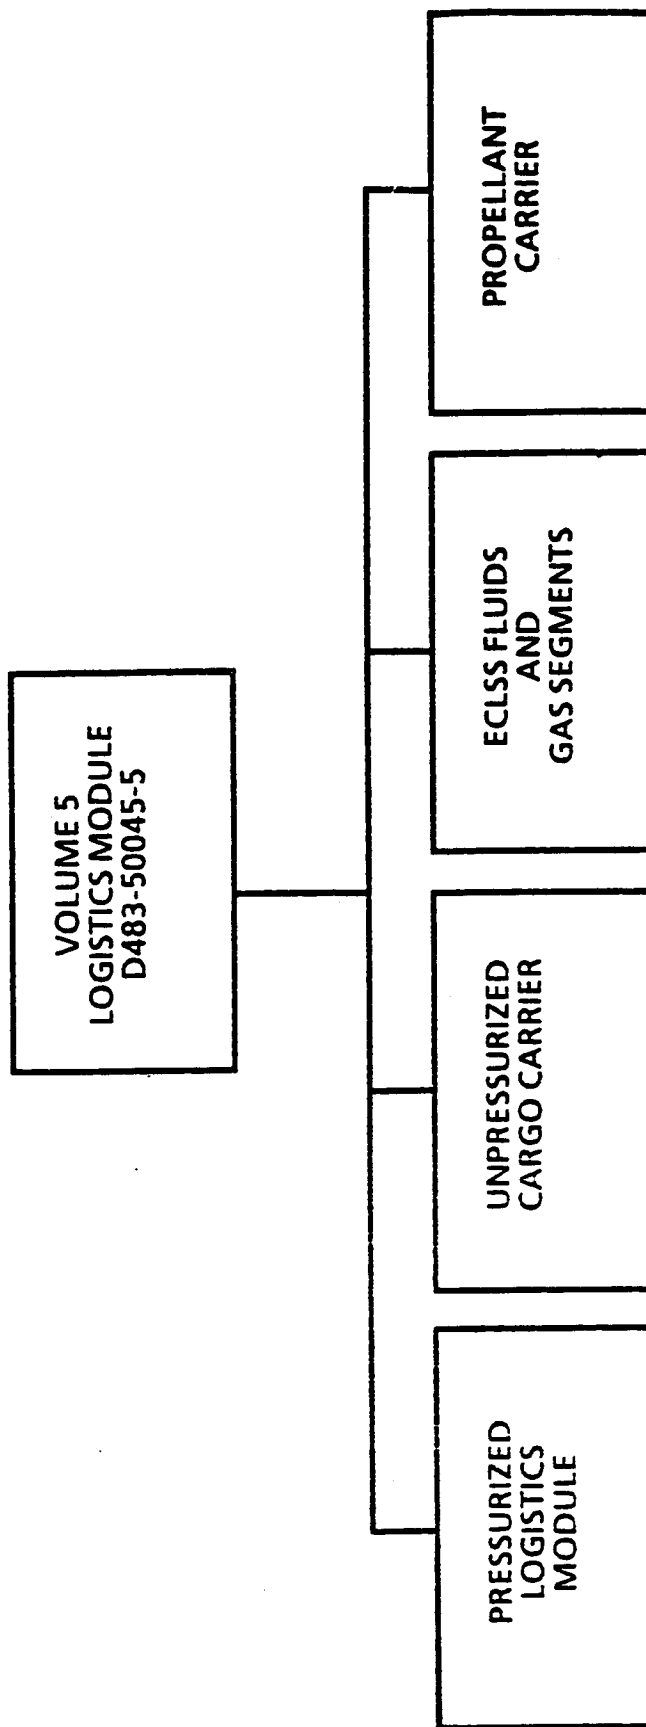 VOLUME 5
LOGISTICS MODULE
D483-50045-5
PRESSURIZED
LOGISTICS
MODULE
UNPRESSURIZED
CARGO CARRIER
ECLSS FLUIDS
AND
GAS SEGMENTS
PROPELLANT
CARRIER